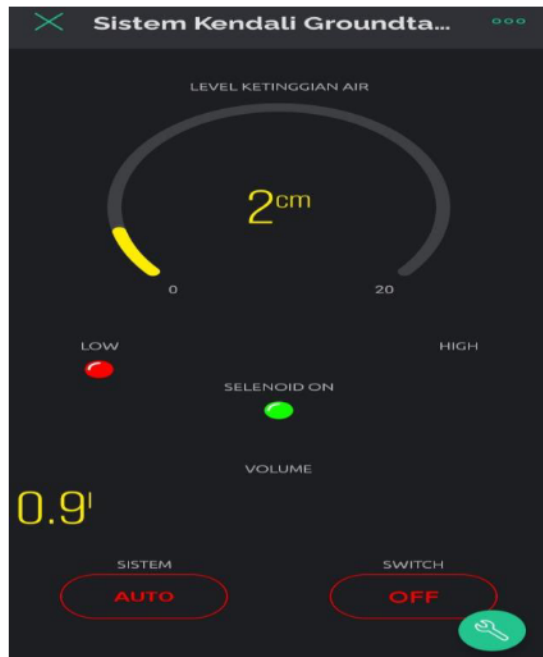 Sistem Kendali Groundta...
LEVEL KETINGGIAN AIR
2cm
0 20
LOW HIGH
SELENOID ON
VOLUME
0.9l
SISTEM SWITCH
AUTO OFF